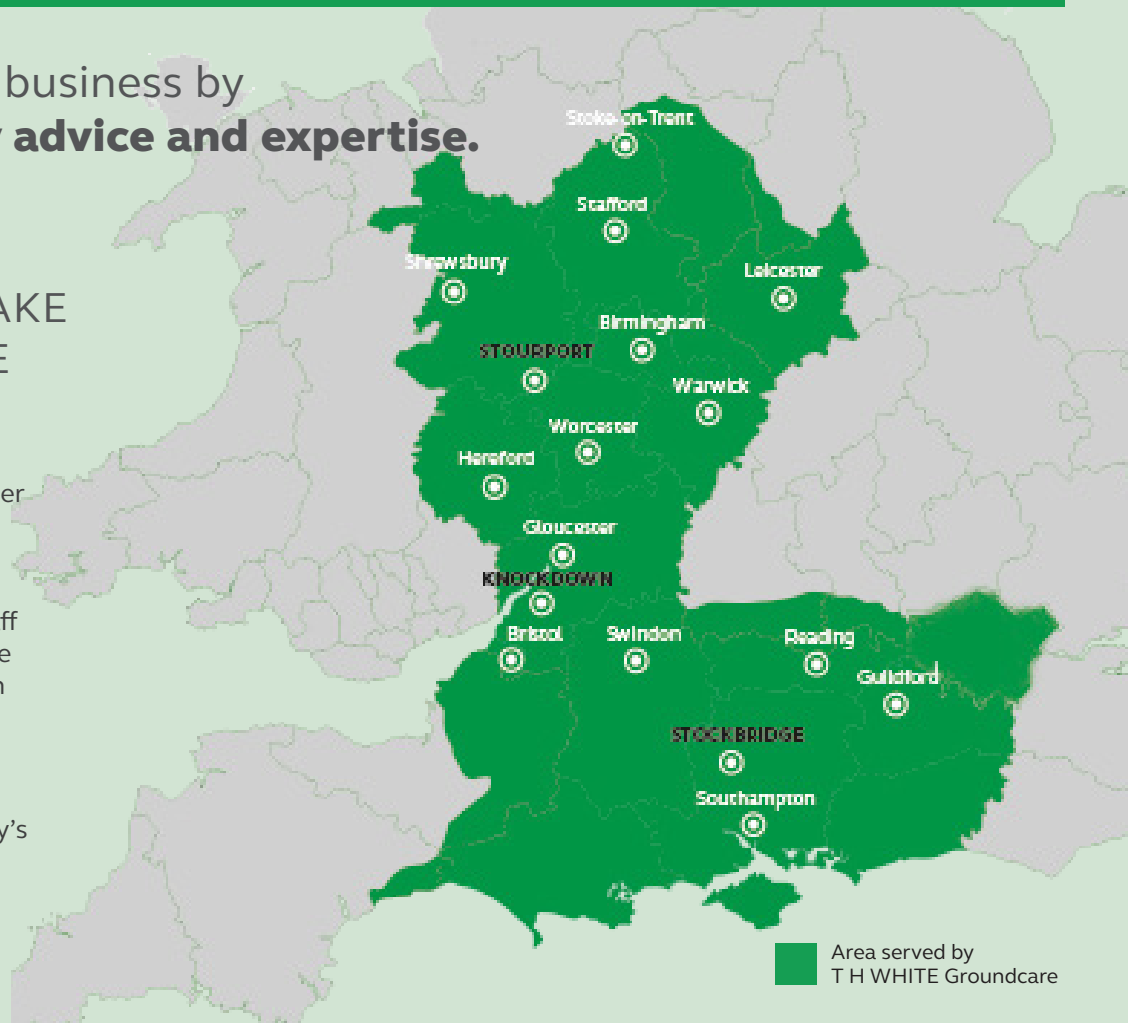 business by
advice and expertise.
AKE
E
er
ff
e
n
y's
Stoke-on-Trent
Stafford
Shrewsbury
Leicester
Birmingham
STOURPORT
Warwick
Worcester
Hereford
Gloucester
KNOCKDOWN
Bristol
Swindon
Reading
Guildford
STOCKBRIDGE
Southampton
Area served by
T H WHITE Groundcare